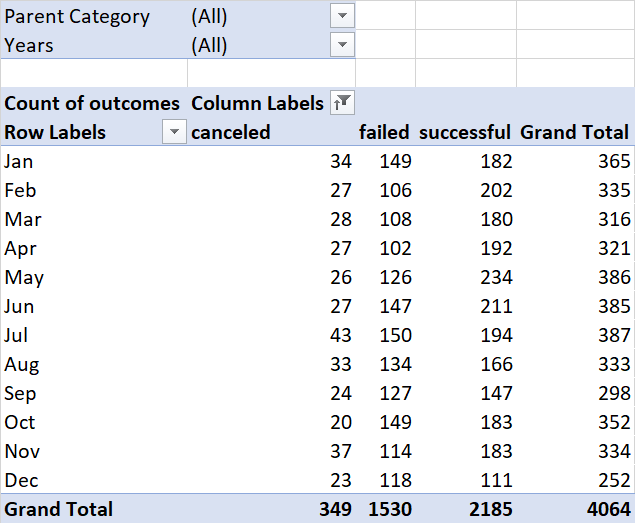 Parent Category (All)
Years (All)
Count of outcomes Column Labels
Row Labels canceled failed successful Grand Total
Jan 34 149 182 365
Feb 27 106 202 335
Mar 28 108 180 316
Apr 27 102 192 321
May 26 126 234 386
Jun 27 147 211 385
Jul 43 150 194 387
Aug 33 134 166 333
Sep 24 127 147 298
Oct 20 149 183 352
Nov 37 114 183 334
Dec 23 118 111 252
Grand Total 349 1530 2185 4064